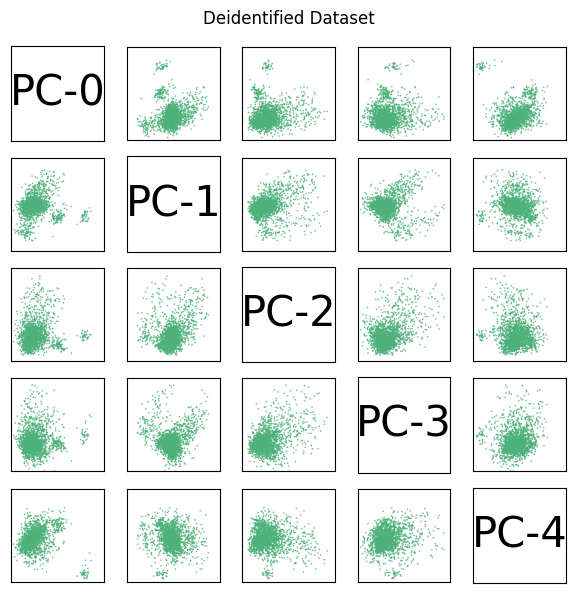 Deidentified Dataset
PC-0
PC-1
PC-2
PC-3
PC-4